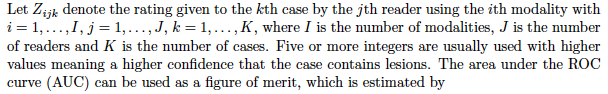 Let Z_{ijk} denote the rating given to the kth case by the jth reader using the ith modality with
i = 1, . . . , I, j = 1, . . . , J, k = 1, . . . , K, where I is the number of modalities, J is the number
of readers and K is the number of cases. Five or more integers are usually used with higher
values meaning a higher confidence that the case contains lesions. The area under the ROC
curve (AUC) can be used as a figure of merit, which is estimated by